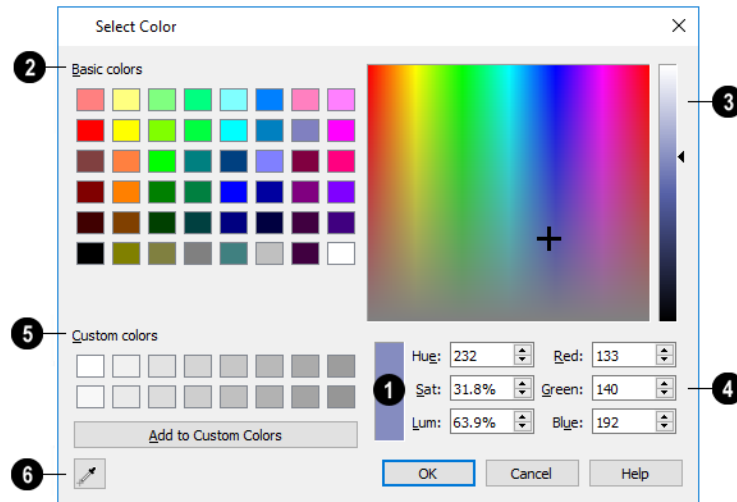 Select Color
2
Basic colors
3
5
Custom colors
1
Hue: 232 Red: 133
Sat: 31.8% Green: 140
4
Lum: 63.9% Blue: 192
Add to Custom Colors
6
OK Cancel Help